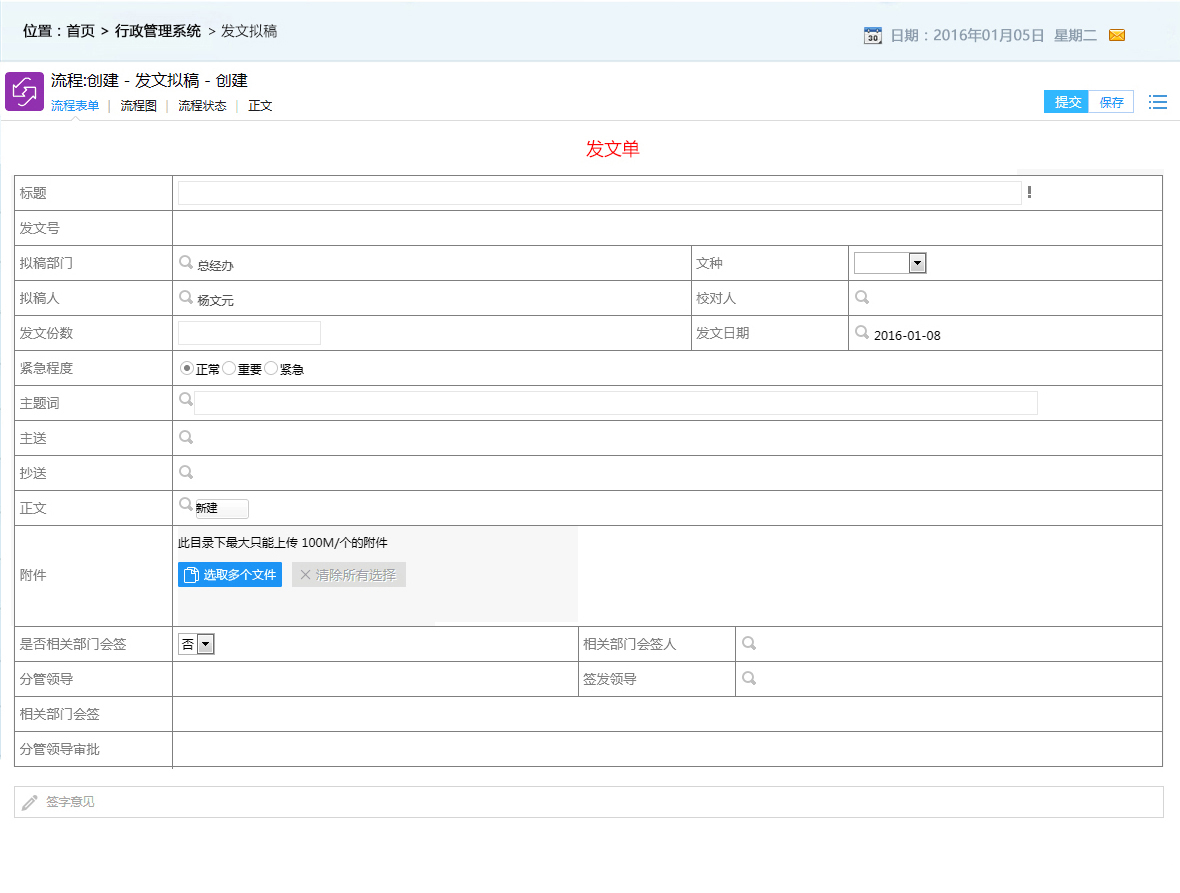 位置：首页 > 行政管理系统 > 发文拟稿
30 日期：2016年01月05日 星期二
流程:创建 - 发文拟稿 - 创建
流程表单 | 流程图 | 流程状态 | 正文
提交 保存
发文单
标题 !
发文号
拟稿部门 总经办 文种
拟稿人 杨文元 校对人
发文份数 发文日期 2016-01-08
紧急程度 正常 重要 紧急
主题词
主送
抄送
正文 新建
此目录下最大只能上传 100M/个的附件
附件 选取多个文件 清除所有选择
是否相关部门会签 否 相关部门会签人
分管领导 签发领导
相关部门会签
分管领导审批
签字意见